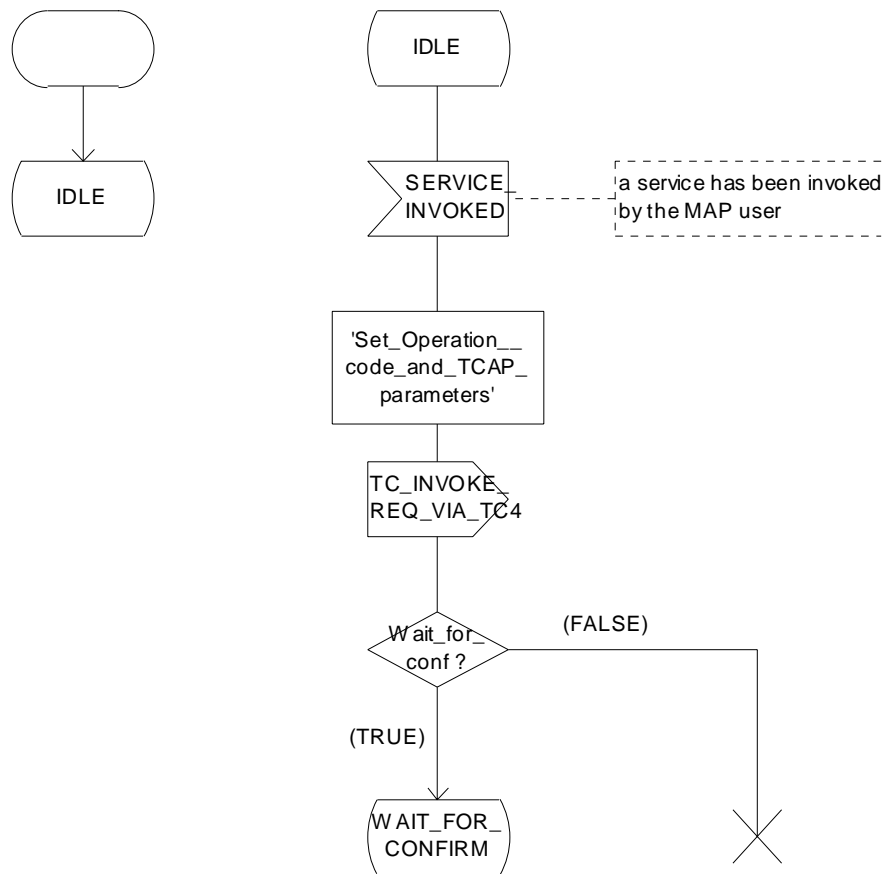 IDLE
IDLE
SERVICE_
INVOKED
a service has been invoked
by the MAP user
'Set_Operation__
code_and_TCAP_
parameters'
TC_INVOKE_
REQ_VIA_TC4
Wait_for_
conf ?
(FALSE)
(TRUE)
WAIT_FOR_
CONFIRM